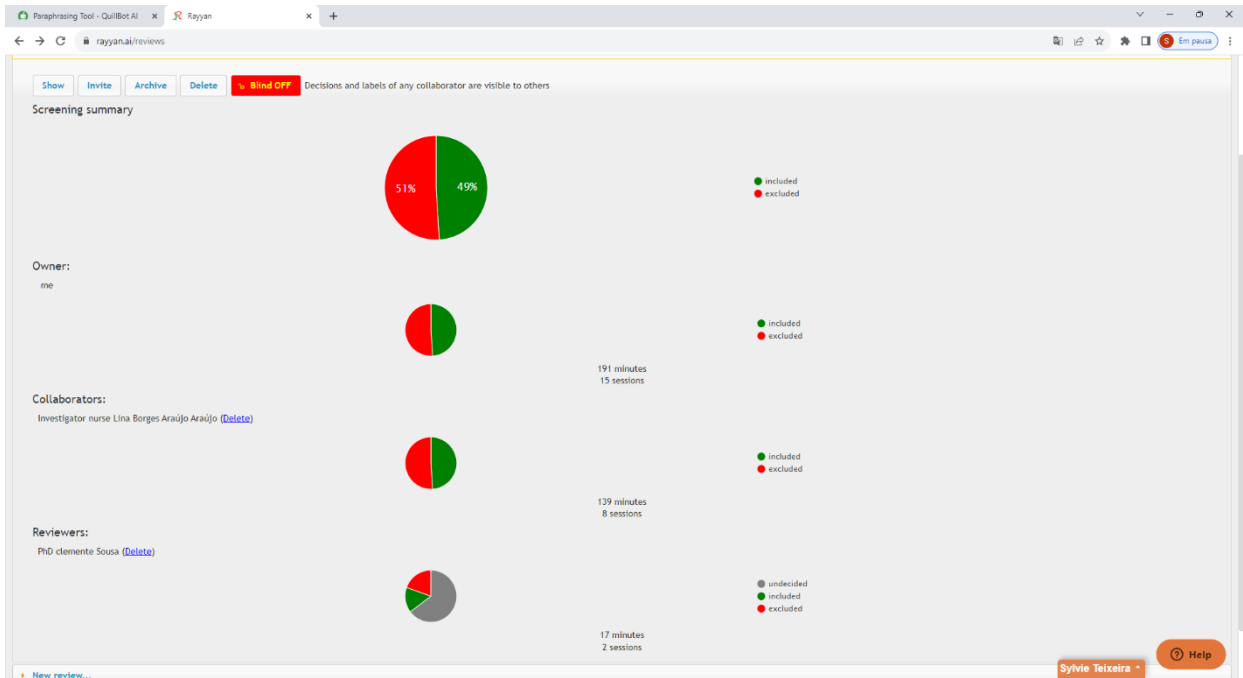 Paraphrasing Tool - QuillBot AI
Rayyan
rayyan.ai/reviews
Em pausa
S
Show Invite Archive Delete Blind OFF Decisions and labels of any collaborator are visible to others
Screening summary
51% 49%
included
excluded
Owner:
me
included
excluded
191 minutes
15 sessions
Collaborators:
Investigator nurse Lina Borges Araújo Araújo (Delete)
included
excluded
139 minutes
8 sessions
Reviewers:
PhD clemente Sousa (Delete)
undecided
included
excluded
17 minutes
2 sessions
Help
Sylvie Teixeira
New review...